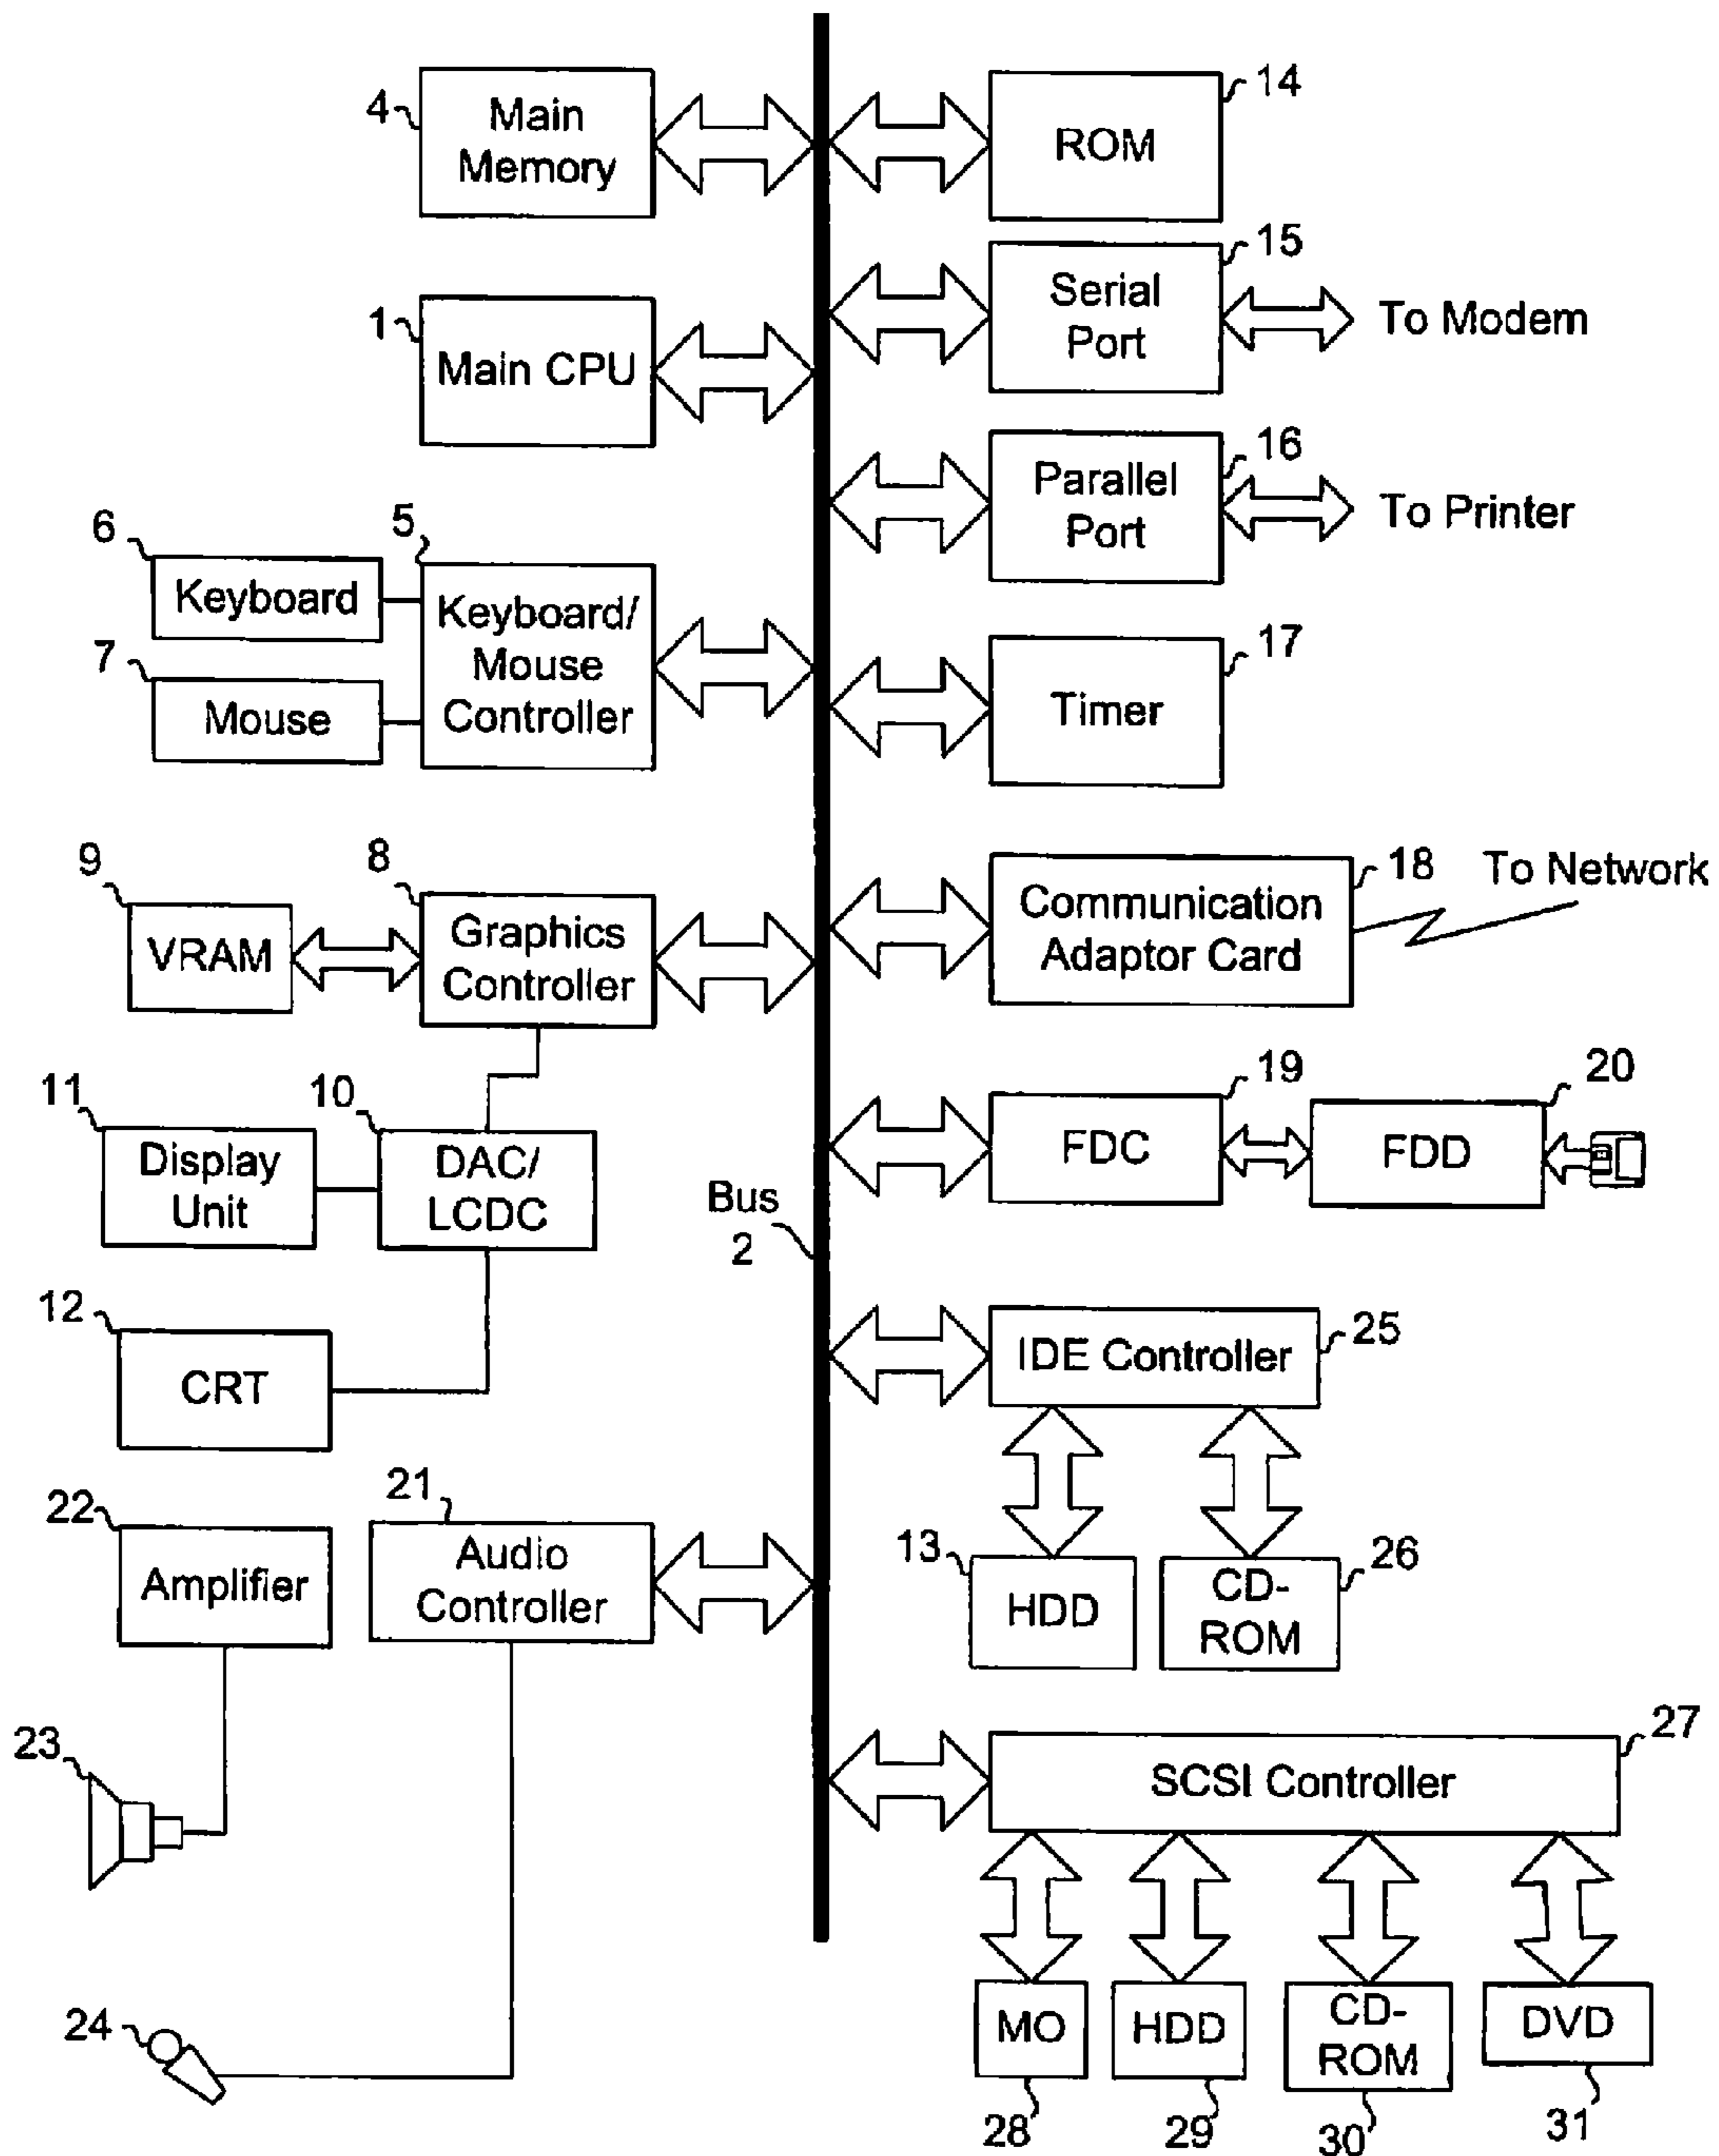 4
Main
Memory
14
ROM
1
Main CPU
15
Serial
Port
To Modem
16
Parallel
Port
To Printer
6
Keyboard
5
Keyboard/
Mouse
Controller
7
Mouse
17
Timer
9
VRAM
8
Graphics
Controller
18
Communication
Adaptor Card
To Network
11
Display
Unit
10
DAC/
LCDC
19
FDC
20
FDD
Bus
2
12
CRT
25
IDE Controller
22
Amplifier
21
Audio
Controller
13
HDD
26
CD-
ROM
23
27
SCSI Controller
24
MO
28
HDD
29
CD-
ROM
30
DVD
31